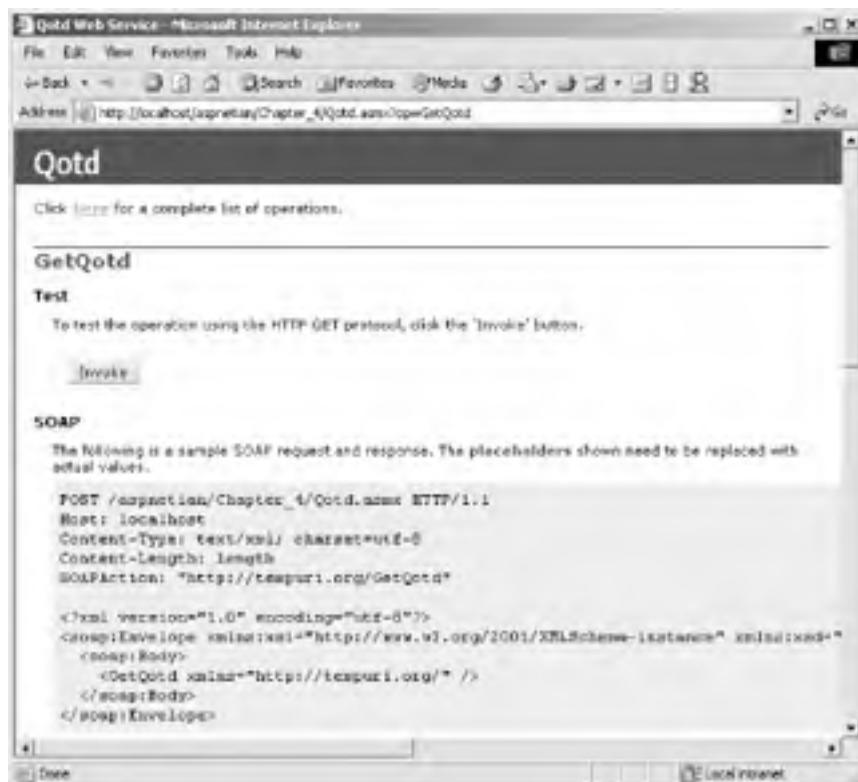 Qotd Web Service - Microsoft Internet Explorer
File Edit View Favorites Tools Help
Back Search Favorites Media
Address http://localhost/aspnetian/Chapter_4/Qotd.asmx?op=GetQotd Go
Qotd
Click here for a complete list of operations.
GetQotd
Test
To test the operation using the HTTP GET protocol, click the 'Invoke' button.
Invoke
SOAP
The following is a sample SOAP request and response. The placeholders shown need to be replaced with
actual values.
POST /aspnetian/Chapter_4/Qotd.asmx HTTP/1.1
Host: localhost
Content-Type: text/xml; charset=utf-8
Content-Length: length
SOAPAction: "http://tempuri.org/GetQotd"
<?xml version="1.0" encoding="utf-8"?>
<soap:Envelope xmlns:xsi="http://www.w3.org/2001/XMLSchema-instance" xmlns:xsd="
<soap:Body>
<GetQotd xmlns="http://tempuri.org/" />
</soap:Body>
</soap:Envelope>
Done Local intranet